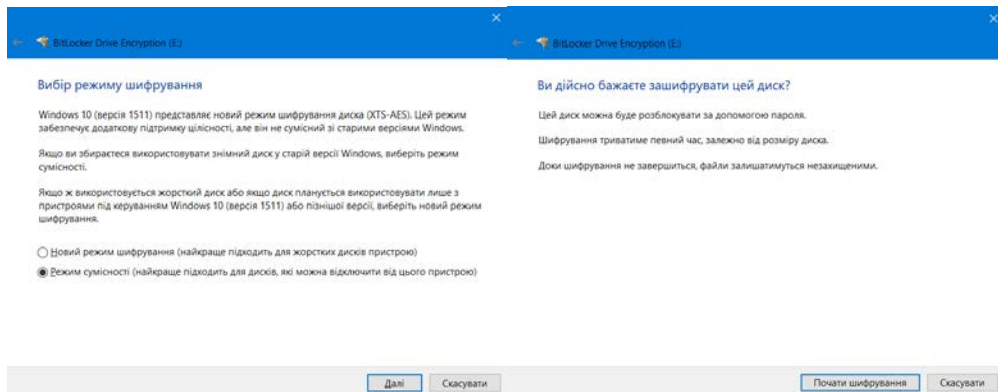 BitLocker Drive Encryption (E:)
Вибір режиму шифрування
Windows 10 (версія 1511) представляє новий режим шифрування диска (XTS-AES). Цей режим
забезпечує додаткову підтримку цілісності, але він не сумісний зі старими версіями Windows.
Якщо ви збираєтеся використовувати знімний диск у старій версії Windows, виберіть режим
сумісності.
Якщо ж використовується жорсткий диск або якщо диск планується використовувати лише з
пристроями під керуванням Windows 10 (версія 1511) або пізнішої версії, виберіть новий режим
шифрування.
Новий режим шифрування (найкраще підходить для жорстких дисків пристрою)
Режим сумісності (найкраще підходить для дисків, які можна відключити від цього пристрою)
Далі Скасувати
BitLocker Drive Encryption (E:)
Ви дійсно бажаєте зашифрувати цей диск?
Цей диск можна буде розблокувати за допомогою пароля.
Шифрування триватиме певний час, залежно від розміру диска.
Доки шифрування не завершиться, файли залишатимуться незахищеними.
Почати шифрування Скасувати